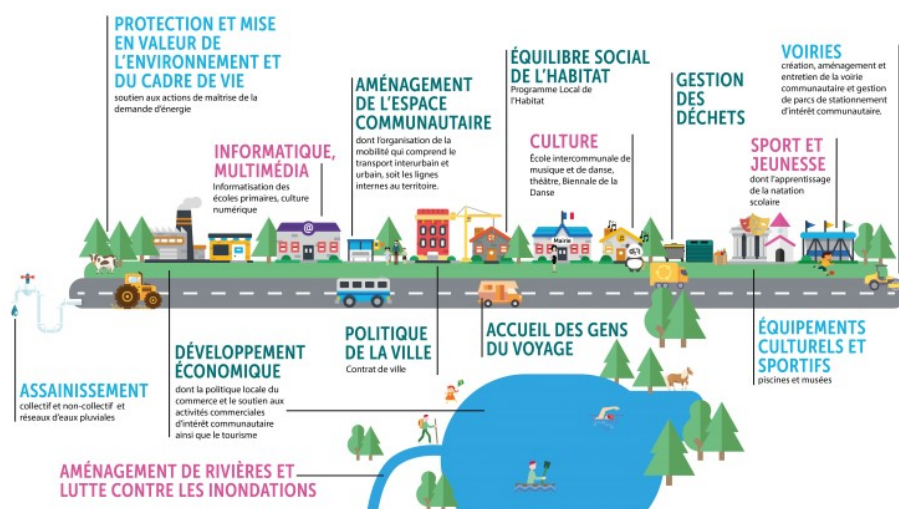 PROTECTION ET MISE
EN VALEUR DE
L'ENVIRONNEMENT ET
DU CADRE DE VIE
soutien aux actions de maîtrise de la
demande d'énergie
INFORMATIQUE,
MULTIMÉDIA
Informatisation des
écoles primaires, culture
numérique
AMÉNAGEMENT
DE L'ESPACE
COMMUNAUTAIRE
dont l'organisation de la
mobilité qui comprend le
transport interurbain et
urbain, soit les lignes
internes au territoire.
ÉQUILIBRE SOCIAL
DE L'HABITAT
Programme Local de
l'Habitat
CULTURE
École intercommunale de
musique et de danse,
théâtre, Biennale de la
Danse
GESTION
DES
DÉCHETS
VOIRIES
création, aménagement et
entretien de la voirie
communautaire et gestion
de parcs de stationnement
d'intérêt communautaire.
SPORT ET
JEUNESSE
dont l'apprentissage
de la natation
scolaire
@
Mairie
ASSAINISSEMENT
collectif et non-collectif et
réseaux d'eaux pluviales
DÉVELOPPEMENT
ÉCONOMIQUE
dont la politique locale du
commerce et le soutien aux
activités commerciales
d'intérêt communautaire
ainsi que le tourisme
POLITIQUE
DE LA VILLE
Contrat de ville
ACCUEIL DES GENS
DU VOYAGE
ÉQUIPEMENTS
CULTURELS ET
SPORTIFS
piscines et musées
AMÉNAGEMENT DE RIVIÈRES ET
LUTTE CONTRE LES INONDATIONS